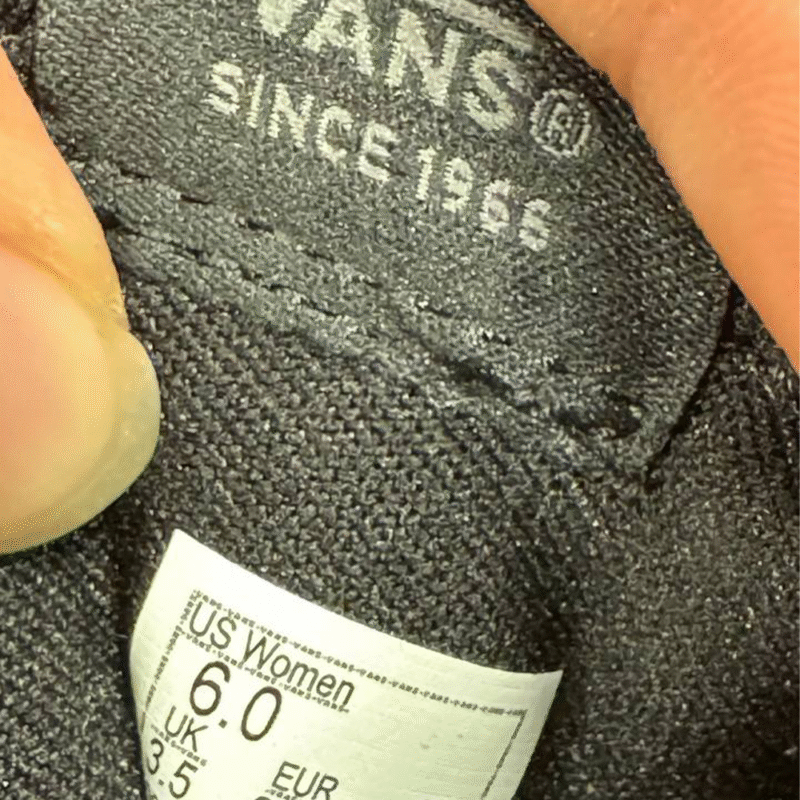 VANS®
SINCE 1966
US Women
6.0
UK
3.5
EUR